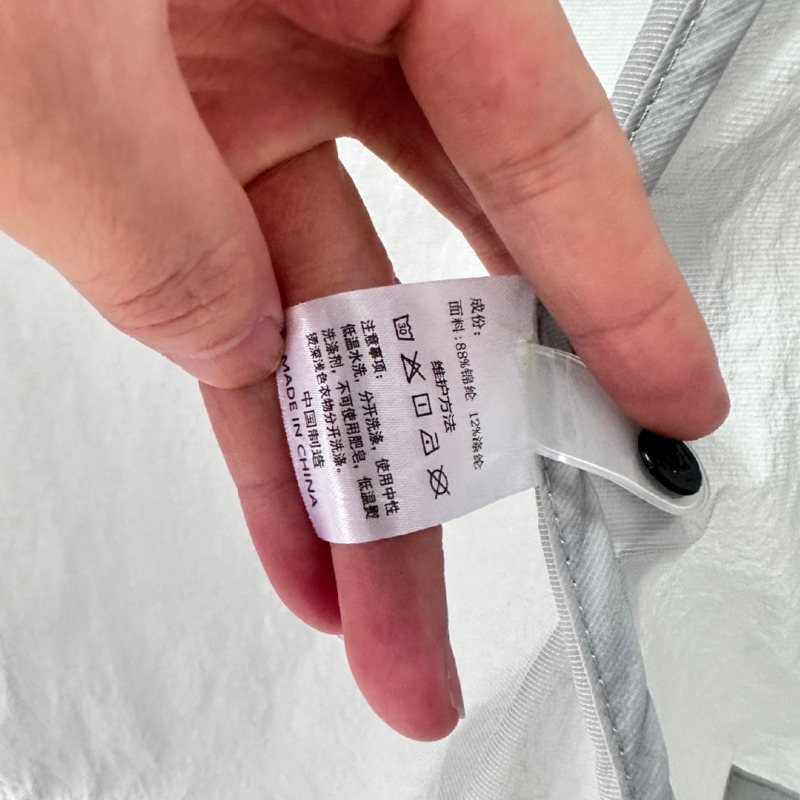 成份:
面料:88%锦纶 12%涤纶
维护方法
30
注意事项:
低温水洗,分开洗涤,使用中性
洗涤剂,不可使用肥皂,低温熨
烫深浅色衣物分开洗涤。
中国制造
MADE IN CHINA